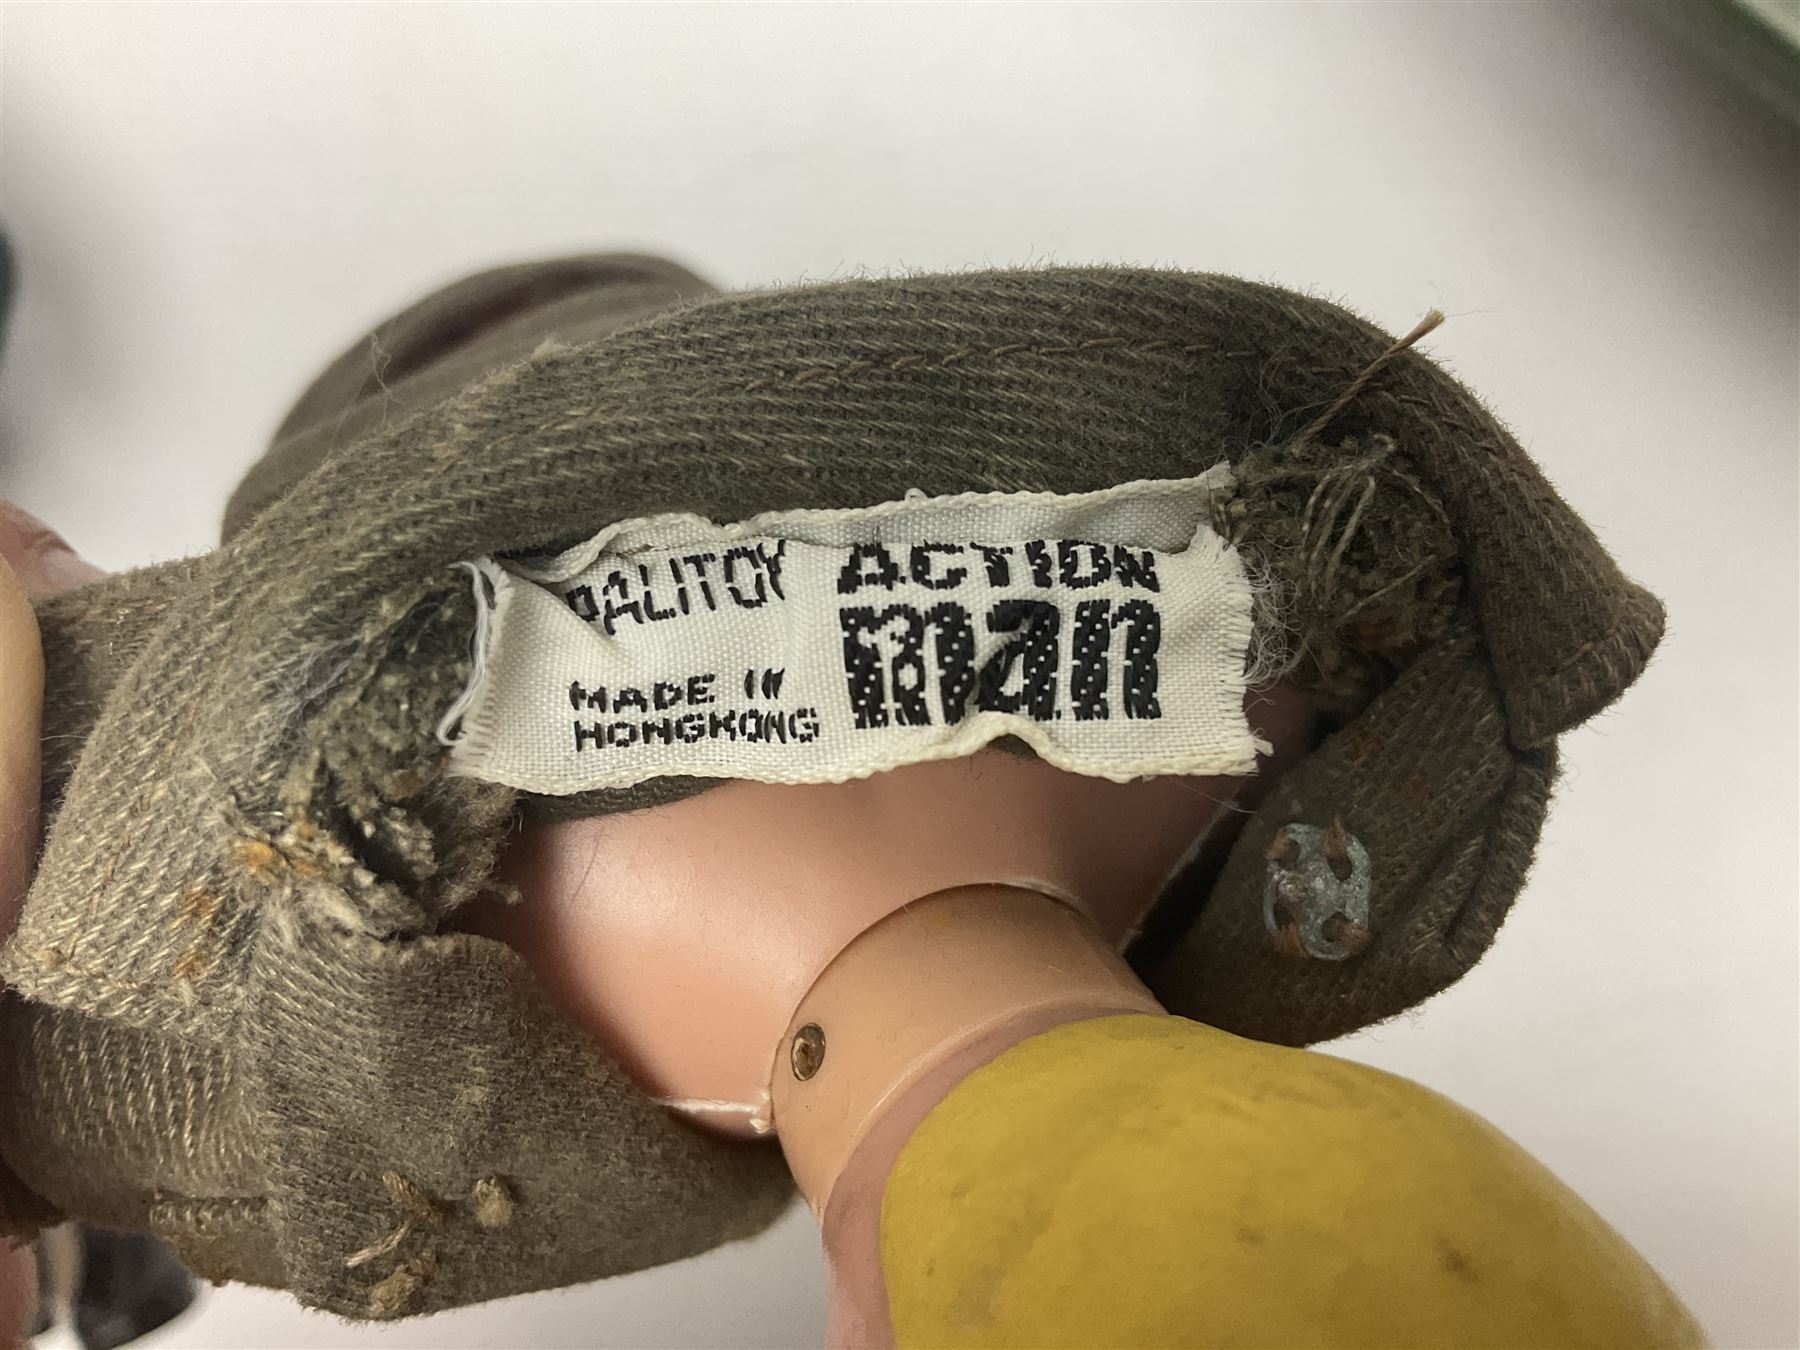 PALITOY
MADE IN
HONGKONG
ACTION
man